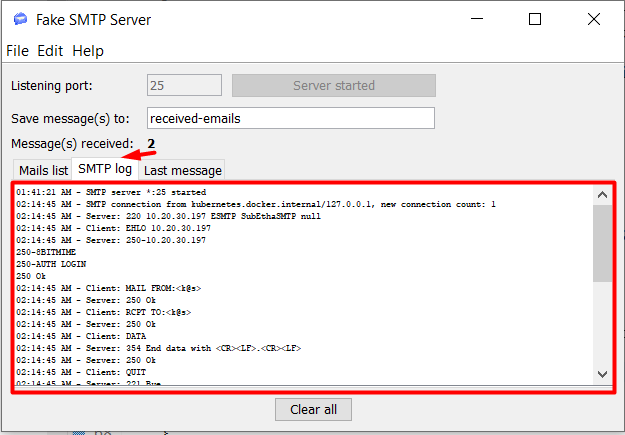 Fake SMTP Server
File Edit Help
Listening port: 25 Server started
Save message(s) to: received-emails
Message(s) received: 2
Mails list SMTP log Last message
01:41:21 AM - SMTP server *:25 started
02:14:45 AM - SMTP connection from kubernetes.docker.internal/127.0.0.1, new connection count: 1
02:14:45 AM - Server: 220 10.20.30.197 ESMTP SubEthaSMTP null
02:14:45 AM - Client: EHLO 10.20.30.197
02:14:45 AM - Server: 250-10.20.30.197
250-8BITMIME
250-AUTH LOGIN
250 Ok
02:14:45 AM - Client: MAIL FROM:<k@s>
02:14:45 AM - Server: 250 Ok
02:14:45 AM - Client: RCPT TO:<k@s>
02:14:45 AM - Server: 250 Ok
02:14:45 AM - Client: DATA
02:14:45 AM - Server: 354 End data with <CR><LF>.<CR><LF>
02:14:45 AM - Server: 250 Ok
02:14:45 AM - Client: QUIT
02:14:45 AM - Server: 221 Bye
Clear all